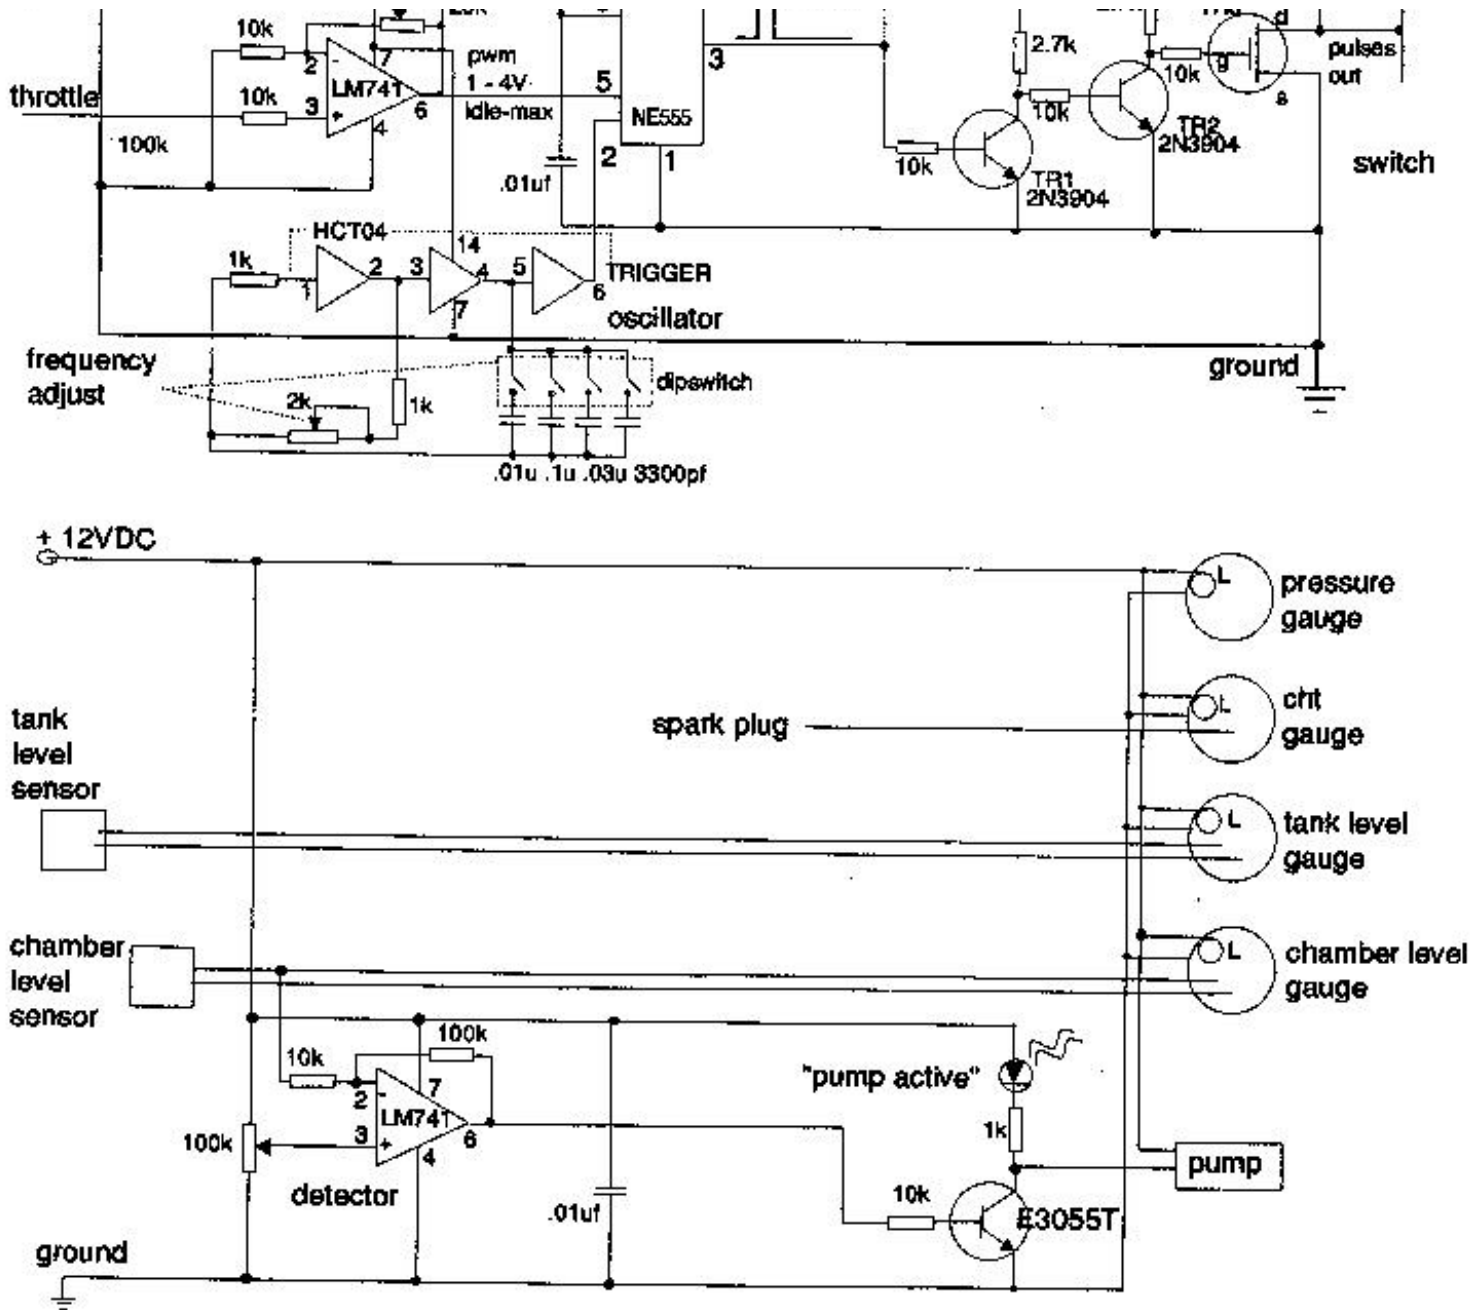 10k
2
7
pwm
LM741
1 - 4V
idle-max
6
throttle
10k
3
+
4
100k
5
NE555
2
1
3
.01uf
2.7k
10k
10k
TR1
2N3904
TR2
2N3904
10k
g
d
s
pulses
out
switch
HCT04
1k
1
2
3
14
4
7
5
6
TRIGGER
oscillator
frequency
adjust
2k
1k
dipswitch
.01u .1u .03u 3300pf
ground
+ 12VDC
L
pressure
gauge
tank
level
sensor
spark plug
L
cht
gauge
L
tank level
gauge
chamber
level
sensor
L
chamber level
gauge
10k
100k
2
-
7
LM741
3
+
6
4
100k
detector
.01uf
"pump active"
1k
pump
10k
E3055T
ground